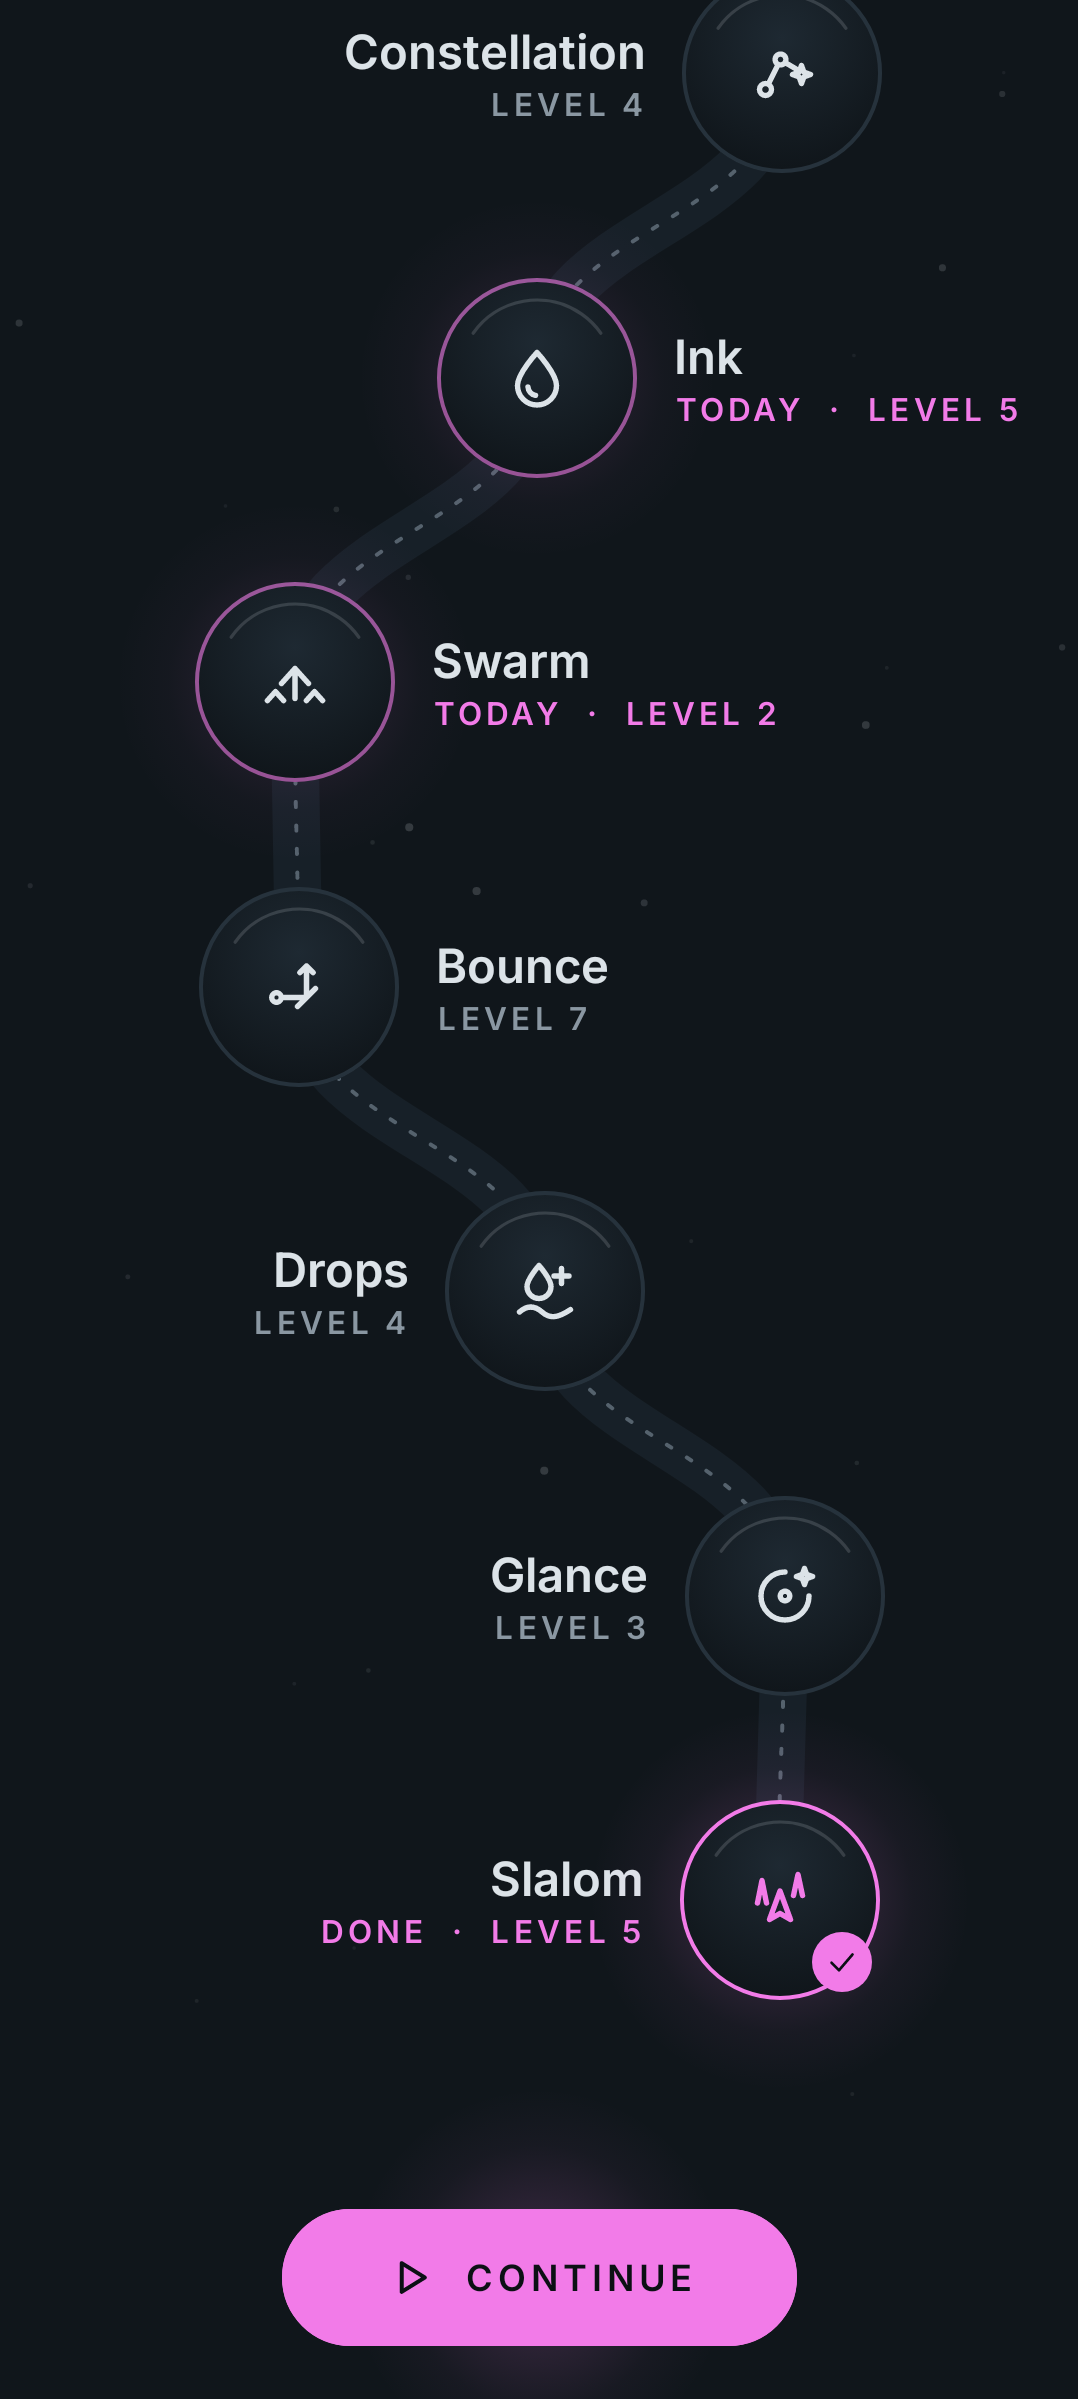 Constellation
LEVEL 4
Ink
TODAY · LEVEL 5
Swarm
TODAY · LEVEL 2
Bounce
LEVEL 7
Drops
LEVEL 4
Glance
LEVEL 3
Slalom
DONE · LEVEL 5
CONTINUE